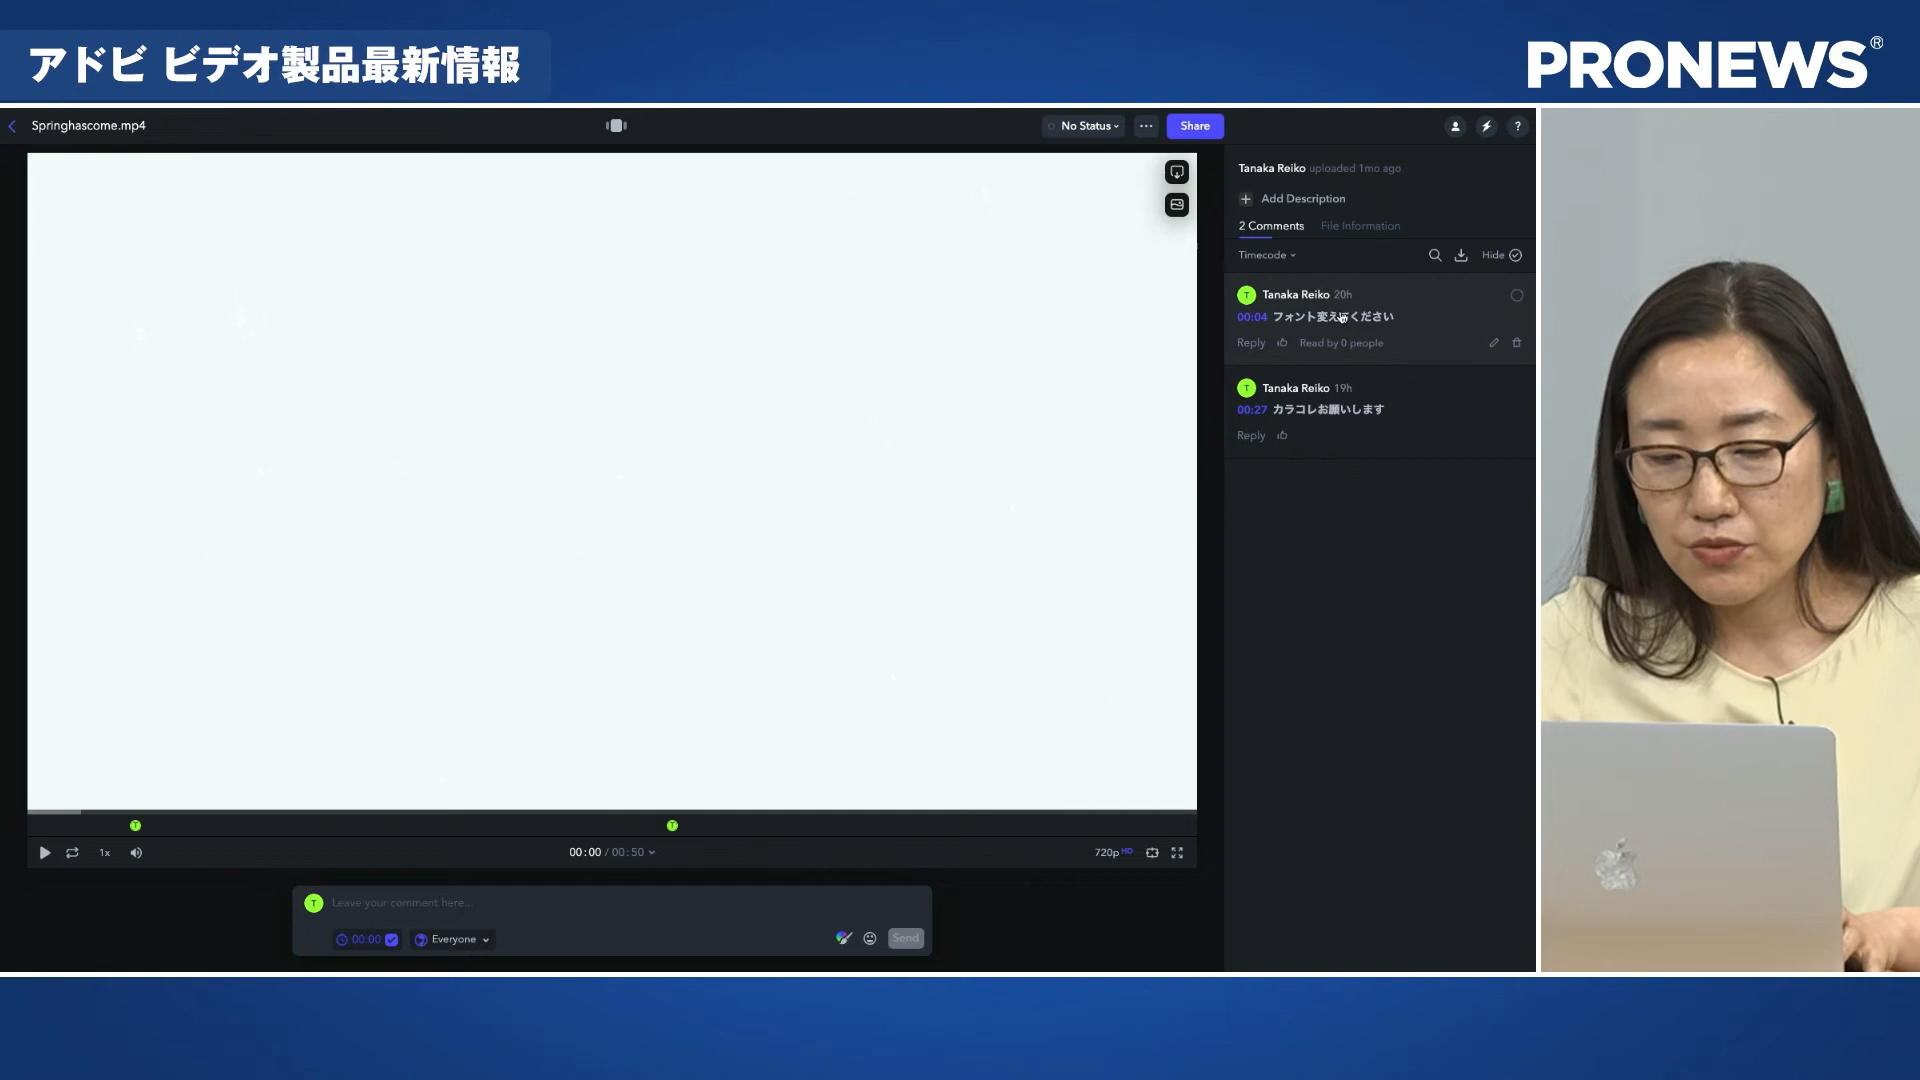 アドビ ビデオ製品最新情報
PRONEWS®
Springhascome.mp4
No Status
Share
?
Tanaka Reiko uploaded 1mo ago
+ Add Description
2 Comments File Information
Timecode
Hide
T Tanaka Reiko 20h
00:04 フォント変えてください
Reply Read by 0 people
T Tanaka Reiko 19h
00:27 カラコレお願いします
Reply
T T
1x
00:00 / 00:50
720p HD
T Leave your comment here...
00:00 Everyone
Send